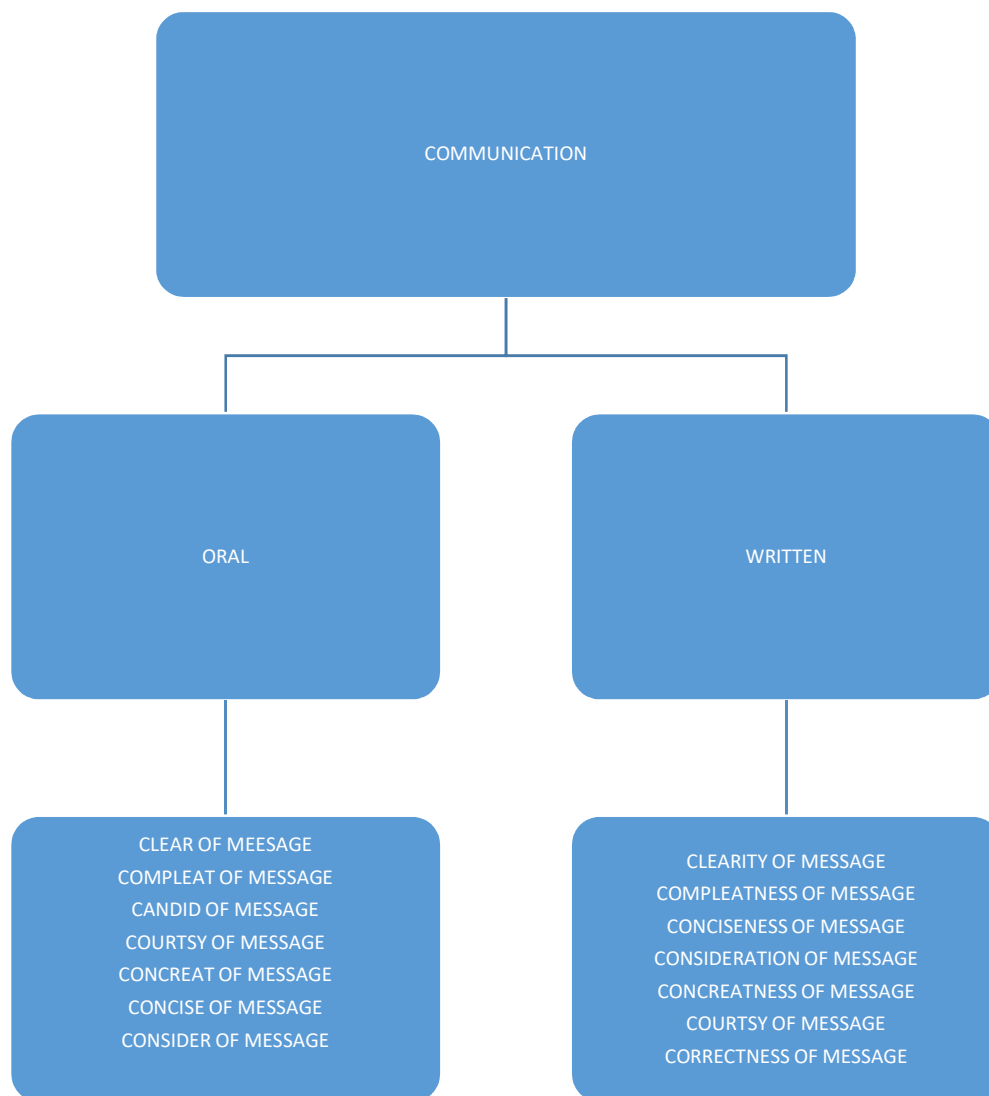 COMMUNICATION
ORAL
WRITTEN
CLEAR OF MEESAGE
COMPLEAT OF MESSAGE
CANDID OF MESSAGE
COURTSY OF MESSAGE
CONCREAT OF MESSAGE
CONCISE OF MESSAGE
CONSIDER OF MESSAGE
CLEARITY OF MESSAGE
COMPLEATNESS OF MESSAGE
CONCISENESS OF MESSAGE
CONSIDERATION OF MESSAGE
CONCREATNESS OF MESSAGE
COURTSY OF MESSAGE
CORRECTNESS OF MESSAGE